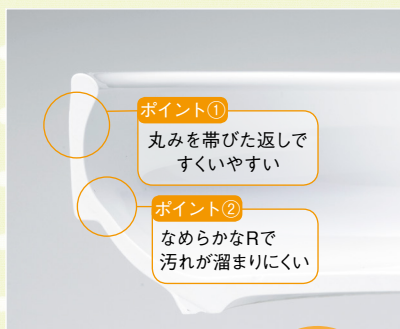 ポイント①
丸みを帯びた返しで
すくいやすい
ポイント②
なめらかなRで
汚れが溜まりにくい